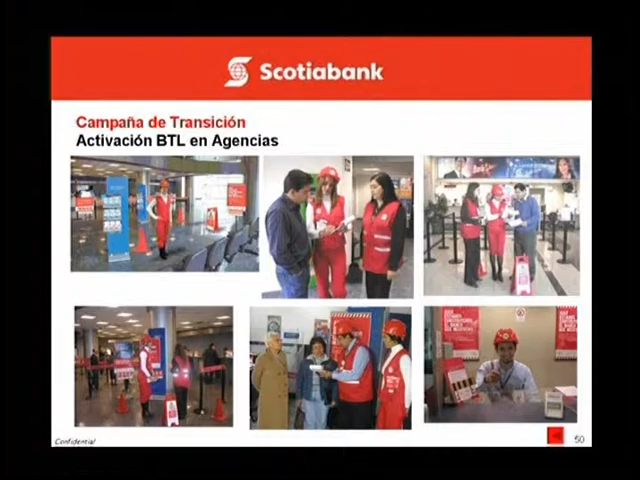 Scotiabank
Campaña de Transición
Activación BTL en Agencias
Confidential
50